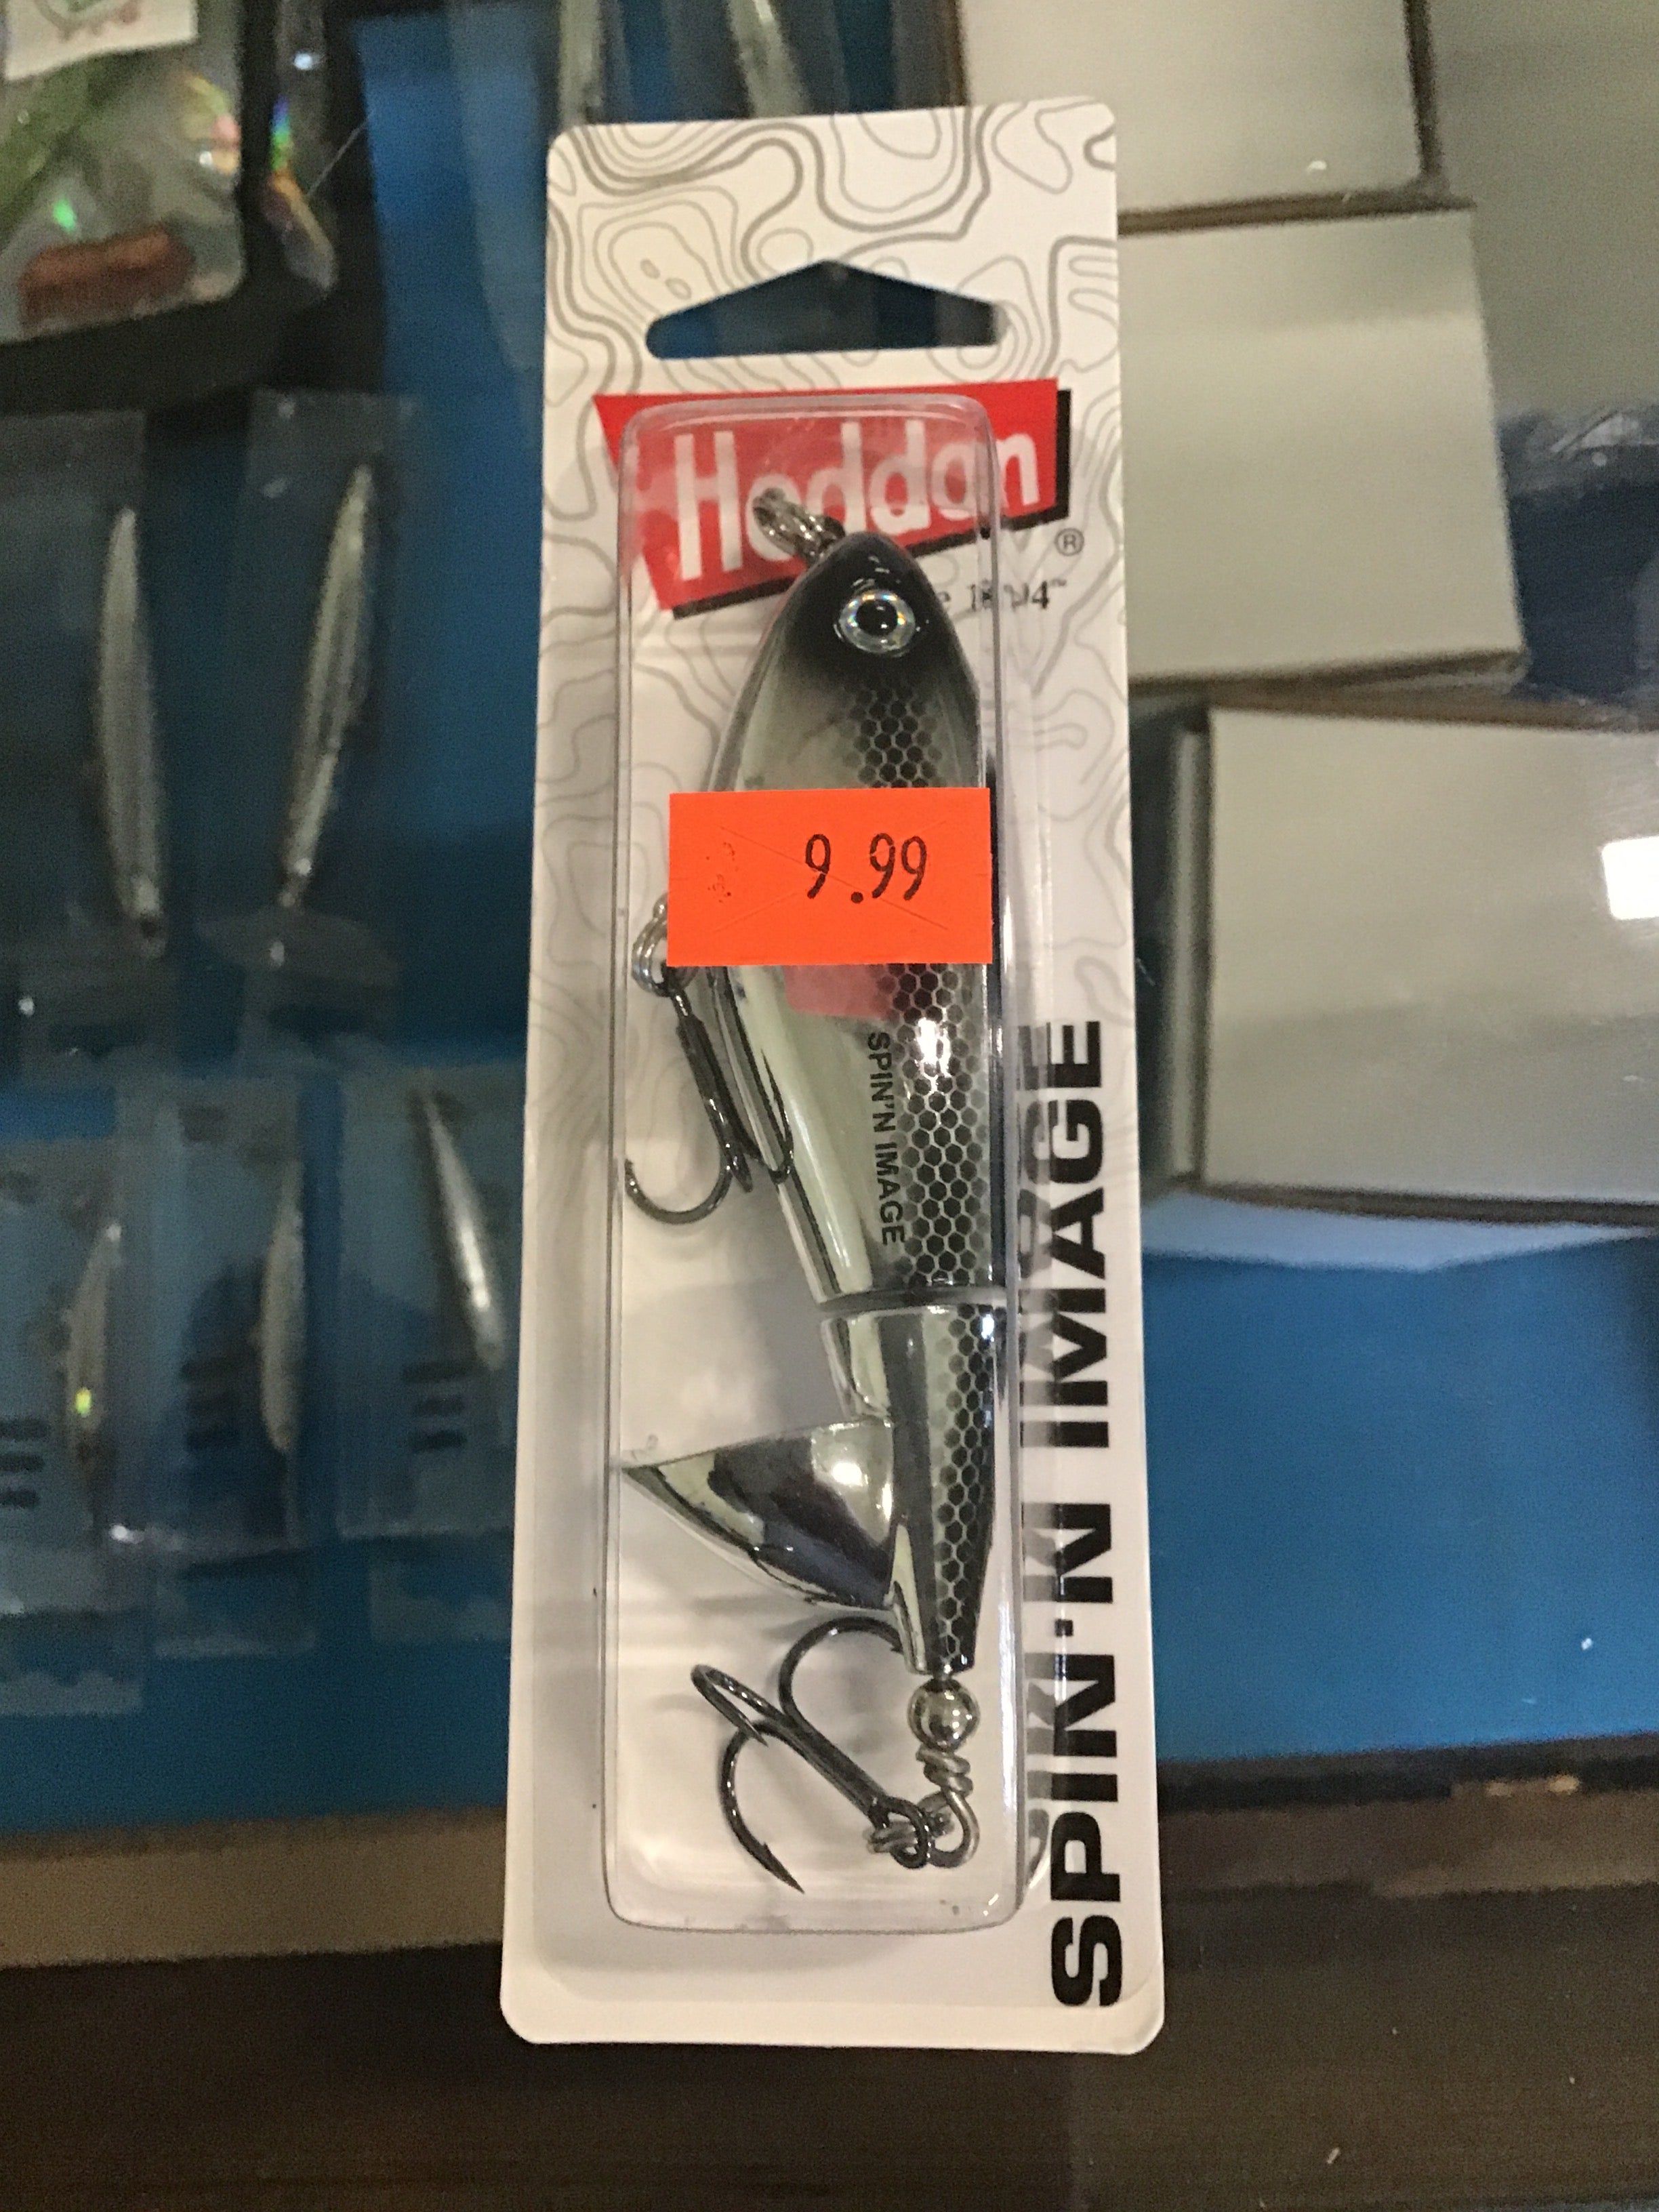 Heddon
®
9.99
SPIN'N IMAGE
SPIN'N IMAGE